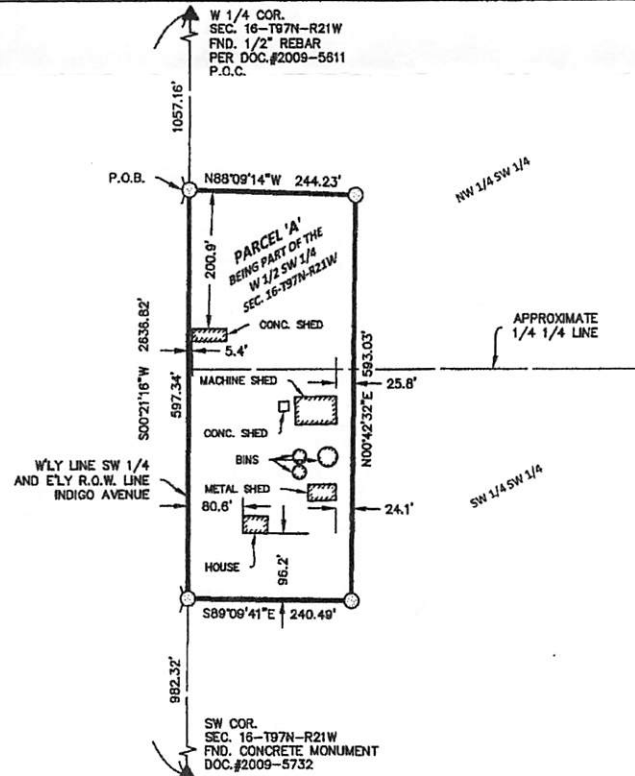 W 1/4 COR.
SEC. 16-T97N-R21W
FND. 1/2" REBAR
PER DOC.#2009-5611
P.O.C.
1057.16'
P.O.B.
N88°09'14"W 244.23'
NW 1/4 SW 1/4
PARCEL 'A'
BEING PART OF THE
W 1/2 SW 1/4
SEC. 16-T97N-R21W
200.9'
CONC. SHED
5.4'
S00°21'16"W 2636.82'
597.34'
APPROXIMATE
1/4 1/4 LINE
MACHINE SHED
N00°42'32"E 593.03'
25.8'
CONC. SHED
BINS
W'LY LINE SW 1/4
AND E'LY R.O.W. LINE
INDIGO AVENUE
METAL SHED
80.6'
24.1'
SW 1/4 SW 1/4
HOUSE
96.2'
S89°09'41"E 240.49'
982.32'
SW COR.
SEC. 16-T97N-R21W
FND. CONCRETE MONUMENT
DOC.#2009-5732